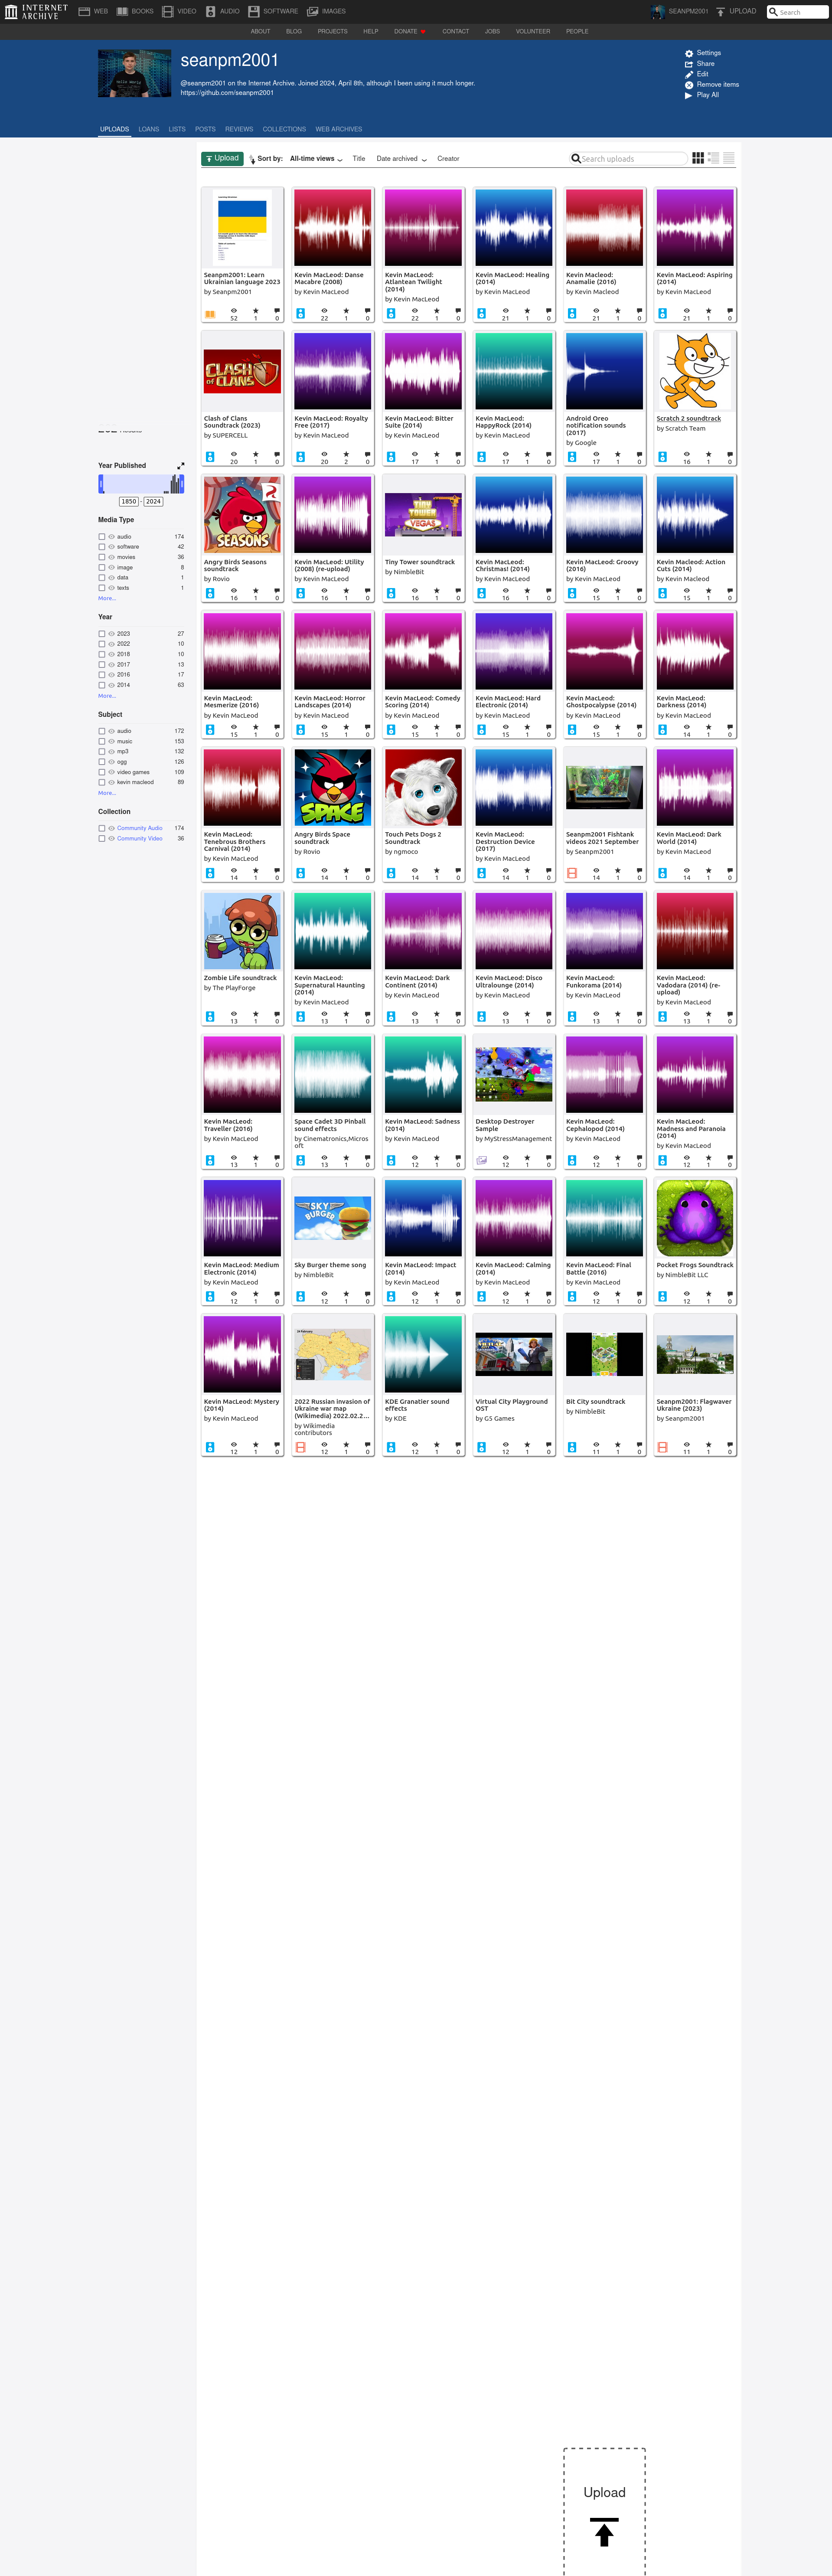 INTERNET ARCHIVE
WEB BOOKS VIDEO AUDIO SOFTWARE IMAGES
SEANPM2001 UPLOAD Search
ABOUT BLOG PROJECTS HELP DONATE CONTACT JOBS VOLUNTEER PEOPLE
seanpm2001
@seanpm2001 on the Internet Archive. Joined 2024, April 8th, although I been using it much longer.
https://github.com/seanpm2001
Settings
Share
Edit
Remove items
Play All
UPLOADS LOANS LISTS POSTS REVIEWS COLLECTIONS WEB ARCHIVES
Upload Sort by: All-time views Title Date archived Creator Search uploads
Year Published
1850 - 2024
Media Type
audio 174
software 42
movies 36
image 8
data 1
texts 1
More...
Year
2023 27
2022 10
2018 10
2017 13
2016 17
2014 63
More...
Subject
audio 172
music 153
mp3 132
ogg 126
video games 109
kevin macleod 89
More...
Collection
Community Audio 174
Community Video 36
Seanpm2001: Learn
Ukrainian language 2023
by Seanpm2001
52 1 0
Kevin MacLeod: Danse
Macabre (2008)
by Kevin MacLeod
22 1 0
Kevin MacLeod:
Atlantean Twilight
(2014)
by Kevin MacLeod
22 1 0
Kevin MacLeod: Healing
(2014)
by Kevin MacLeod
21 1 0
Kevin Macleod:
Anamalie (2016)
by Kevin Macleod
21 1 0
Kevin MacLeod: Aspiring
(2014)
by Kevin MacLeod
21 1 0
CLASH OF CLANS
Clash of Clans
Soundtrack (2023)
by SUPERCELL
20 1 0
Kevin MacLeod: Royalty
Free (2017)
by Kevin MacLeod
20 2 0
Kevin MacLeod: Bitter
Suite (2014)
by Kevin MacLeod
17 1 0
Kevin MacLeod:
HappyRock (2014)
by Kevin MacLeod
17 1 0
Android Oreo
notification sounds
(2017)
by Google
17 1 0
Scratch 2 soundtrack
by Scratch Team
16 1 0
SEASONS
Angry Birds Seasons
soundtrack
by Rovio
16 1 0
Kevin MacLeod: Utility
(2008) (re-upload)
by Kevin MacLeod
16 1 0
TINY TOWER VEGAS
Tiny Tower soundtrack
by NimbleBit
16 1 0
Kevin MacLeod:
Christmas! (2014)
by Kevin MacLeod
16 1 0
Kevin MacLeod: Groovy
(2016)
by Kevin MacLeod
15 1 0
Kevin Macleod: Action
Cuts (2014)
by Kevin Macleod
15 1 0
Kevin MacLeod:
Mesmerize (2016)
by Kevin MacLeod
15 1 0
Kevin MacLeod: Horror
Landscapes (2014)
by Kevin MacLeod
15 1 0
Kevin MacLeod: Comedy
Scoring (2014)
by Kevin MacLeod
15 1 0
Kevin MacLeod: Hard
Electronic (2014)
by Kevin MacLeod
15 1 0
Kevin MacLeod:
Ghostpocalypse (2014)
by Kevin MacLeod
15 1 0
Kevin MacLeod:
Darkness (2014)
by Kevin MacLeod
14 1 0
Kevin MacLeod:
Tenebrous Brothers
Carnival (2014)
by Kevin MacLeod
14 1 0
SPACE
Angry Birds Space
soundtrack
by Rovio
14 1 0
Touch Pets Dogs 2
Soundtrack
by ngmoco
14 1 0
Kevin MacLeod:
Destruction Device
(2017)
by Kevin MacLeod
14 1 0
Seanpm2001 Fishtank
videos 2021 September
by Seanpm2001
14 1 0
Kevin MacLeod: Dark
World (2014)
by Kevin MacLeod
14 1 0
Zombie Life soundtrack
by The PlayForge
13 1 0
Kevin MacLeod:
Supernatural Haunting
(2014)
by Kevin MacLeod
13 1 0
Kevin MacLeod: Dark
Continent (2014)
by Kevin MacLeod
13 1 0
Kevin MacLeod: Disco
Ultralounge (2014)
by Kevin MacLeod
13 1 0
Kevin MacLeod:
Funkorama (2014)
by Kevin MacLeod
13 1 0
Kevin MacLeod:
Vadodara (2014) (re-
upload)
by Kevin MacLeod
13 1 0
Kevin MacLeod:
Traveller (2016)
by Kevin MacLeod
13 1 0
Space Cadet 3D Pinball
sound effects
by Cinematronics,Micros
oft
13 1 0
Kevin MacLeod: Sadness
(2014)
by Kevin MacLeod
12 1 0
Desktop Destroyer
Sample
by MyStressManagement
12 1 0
Kevin MacLeod:
Cephalopod (2014)
by Kevin MacLeod
12 1 0
Kevin MacLeod:
Madness and Paranoia
(2014)
by Kevin MacLeod
12 1 0
Kevin MacLeod: Medium
Electronic (2014)
by Kevin MacLeod
12 1 0
SKY BURGER
Sky Burger theme song
by NimbleBit
12 1 0
Kevin MacLeod: Impact
(2014)
by Kevin MacLeod
12 1 0
Kevin MacLeod: Calming
(2014)
by Kevin MacLeod
12 1 0
Kevin MacLeod: Final
Battle (2016)
by Kevin MacLeod
12 1 0
Pocket Frogs Soundtrack
by NimbleBit LLC
12 1 0
Kevin MacLeod: Mystery
(2014)
by Kevin MacLeod
12 1 0
2022 Russian invasion of
Ukraine war map
(Wikimedia) 2022.02.2...
by Wikimedia
contributors
12 1 0
KDE Granatier sound
effects
by KDE
12 1 0
Virtual City Playground
OST
by G5 Games
12 1 0
Bit City soundtrack
by NimbleBit
11 1 0
Seanpm2001: Flagwaver
Ukraine (2023)
by Seanpm2001
11 1 0
Upload